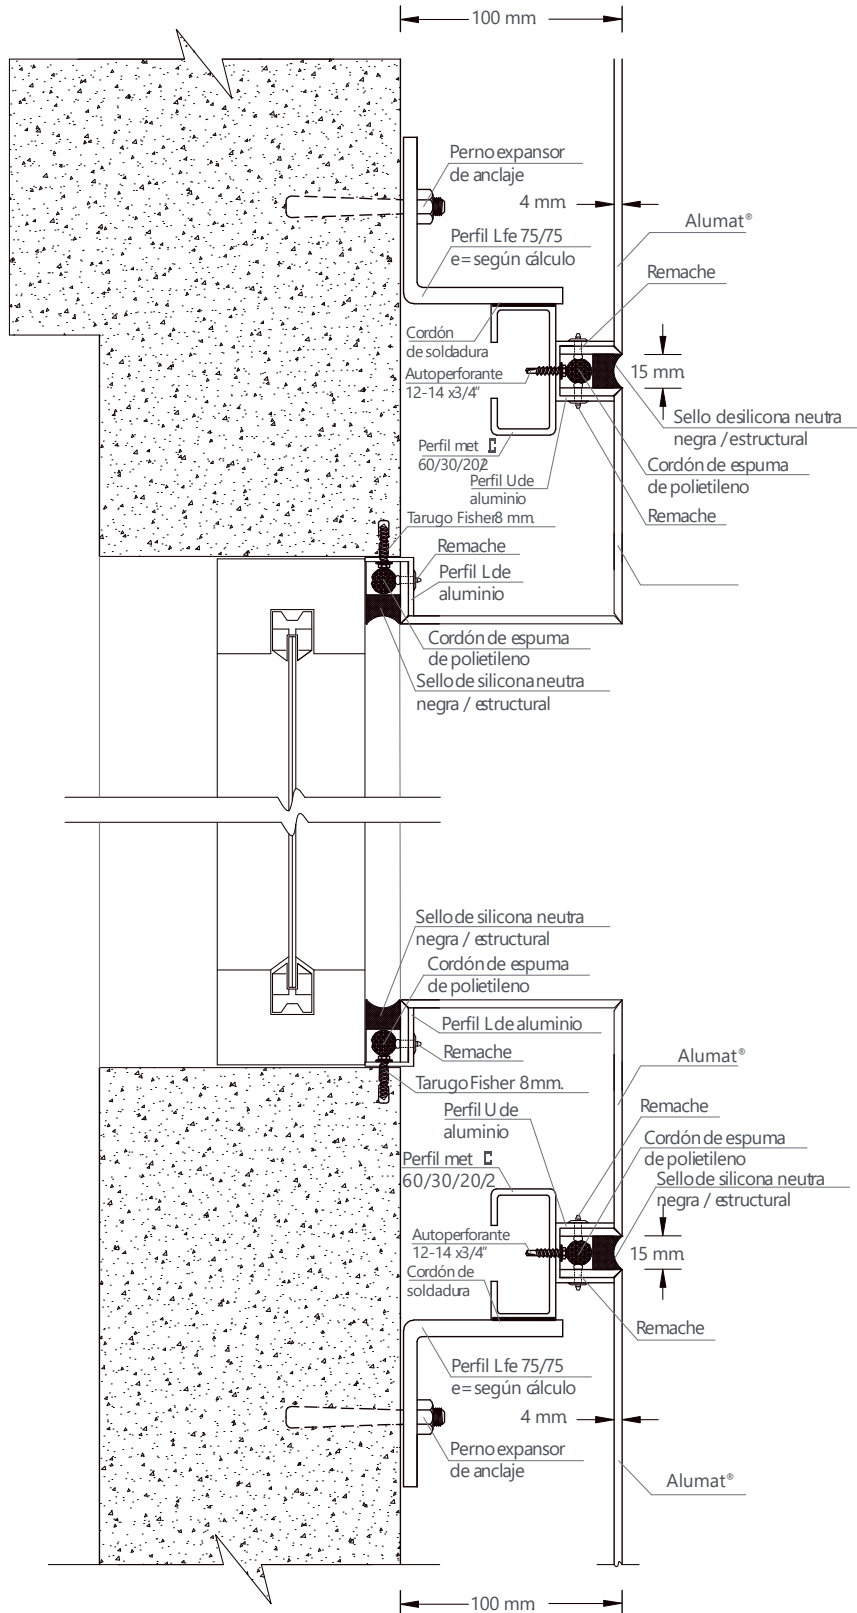 100 mm
Perno expansor
de anclaje
4 mm.
Alumat®
Perfil L fe 75/75
e= según cálculo
Remache
Cordón
de soldadura
Autoperforante
12-14 x3/4"
15 mm.
Sello de silicona neutra
negra / estructural
Perfil met
60/30/20/2
Cordón de espuma
de polietileno
Perfil U de
aluminio
Tarugo Fisher 8 mm.
Remache
Remache
Perfil L de
aluminio
Cordón de espuma
de polietileno
Sello de silicona neutra
negra / estructural
Sello de silicona neutra
negra / estructural
Cordón de espuma
de polietileno
Perfil L de aluminio
Remache
Alumat®
Tarugo Fisher 8 mm.
Perfil U de
aluminio
Remache
Cordón de espuma
de polietileno
Perfil met
60/30/20/2
Sello de silicona neutra
negra / estructural
Autoperforante
12-14 x3/4"
15 mm.
Cordón de
soldadura
Remache
Perfil L fe 75/75
e= según cálculo
4 mm.
Perno expansor
de anclaje
Alumat®
100 mm